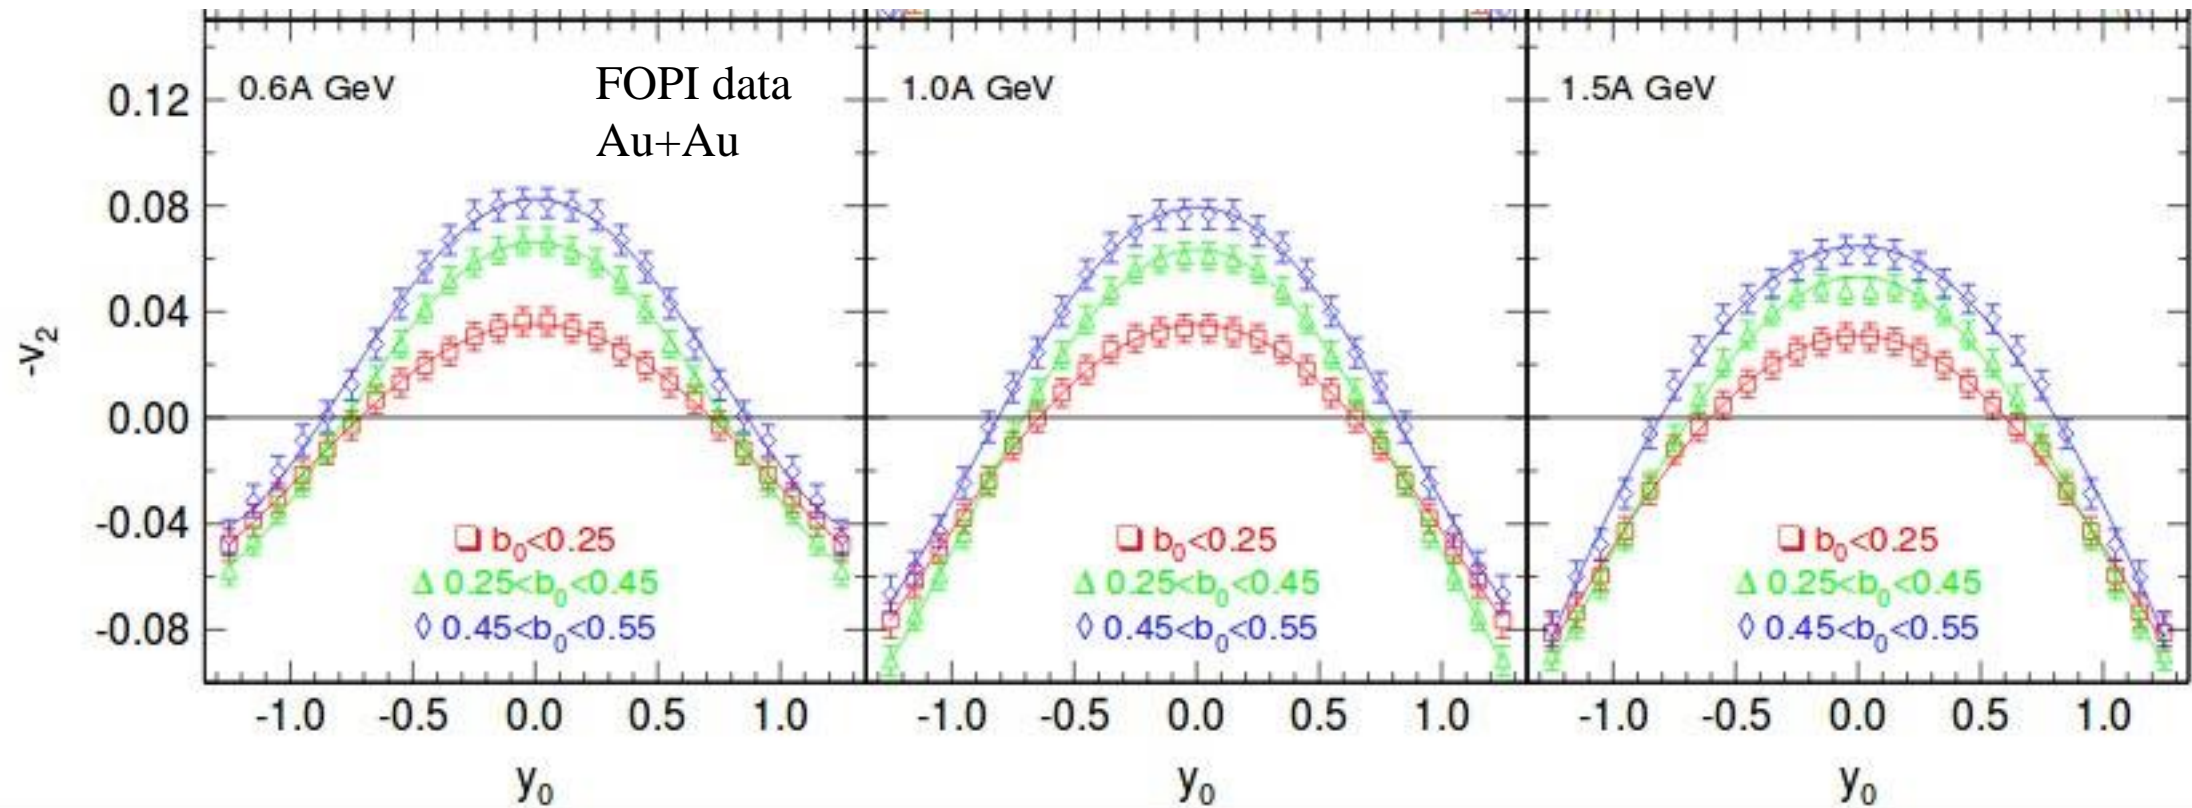 0.6A GeV
FOPI data
Au+Au
1.0A GeV
1.5A GeV
0.12
0.08
0.04
0.00
-0.04
-0.08
-v2
b0<0.25
0.25<b0<0.45
0.45<b0<0.55
b0<0.25
0.25<b0<0.45
0.45<b0<0.55
b0<0.25
0.25<b0<0.45
0.45<b0<0.55
-1.0 -0.5 0.0 0.5 1.0
-1.0 -0.5 0.0 0.5 1.0
-1.0 -0.5 0.0 0.5 1.0
y0
y0
y0